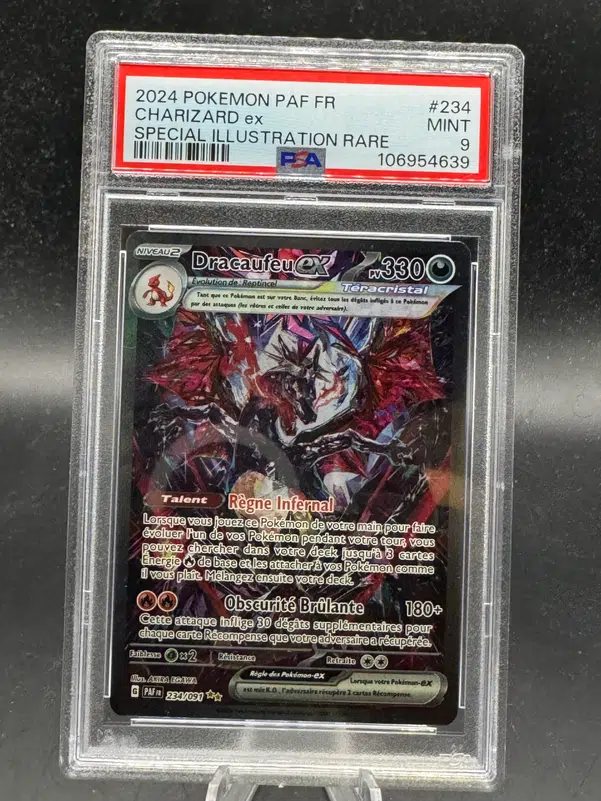 2024 POKEMON PAF FR #234
CHARIZARD ex MINT
SPECIAL ILLUSTRATION RARE 9
PSA 106954639
NIVEAU 2 Dracaufeu ex PV 330
Évolution de : Reptincel Téracristal
Tant que ce Pokémon est sur votre Banc, évitez tous les dégâts infligés à ce Pokémon
par des attaques (les vôtres et celles de votre adversaire).
Talent Règne Infernal
Lorsque vous jouez ce Pokémon de votre main pour faire
évoluer l'un de vos Pokémon pendant votre tour, vous
pouvez chercher dans votre deck jusqu'à 3 cartes
Énergie de base et les attacher à vos Pokémon comme
il vous plaît. Mélangez ensuite votre deck.
Obscurité Brûlante 180+
Cette attaque inflige 30 dégâts supplémentaires pour
chaque carte Récompense que votre adversaire a récupérée.
Faiblesse ×2 Résistance Retraite
Illus. AKIRA EGAWA
Règle des Pokémon-ex Lorsque votre Pokémon-ex
est mis K.O., l'adversaire récupère 2 cartes Récompense.
G PAF FR 234/091